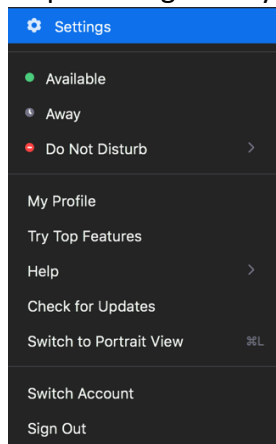 Settings
Available
Away
Do Not Disturb
My Profile
Try Top Features
Help
Check for Updates
Switch to Portrait View ⌘L
Switch Account
Sign Out